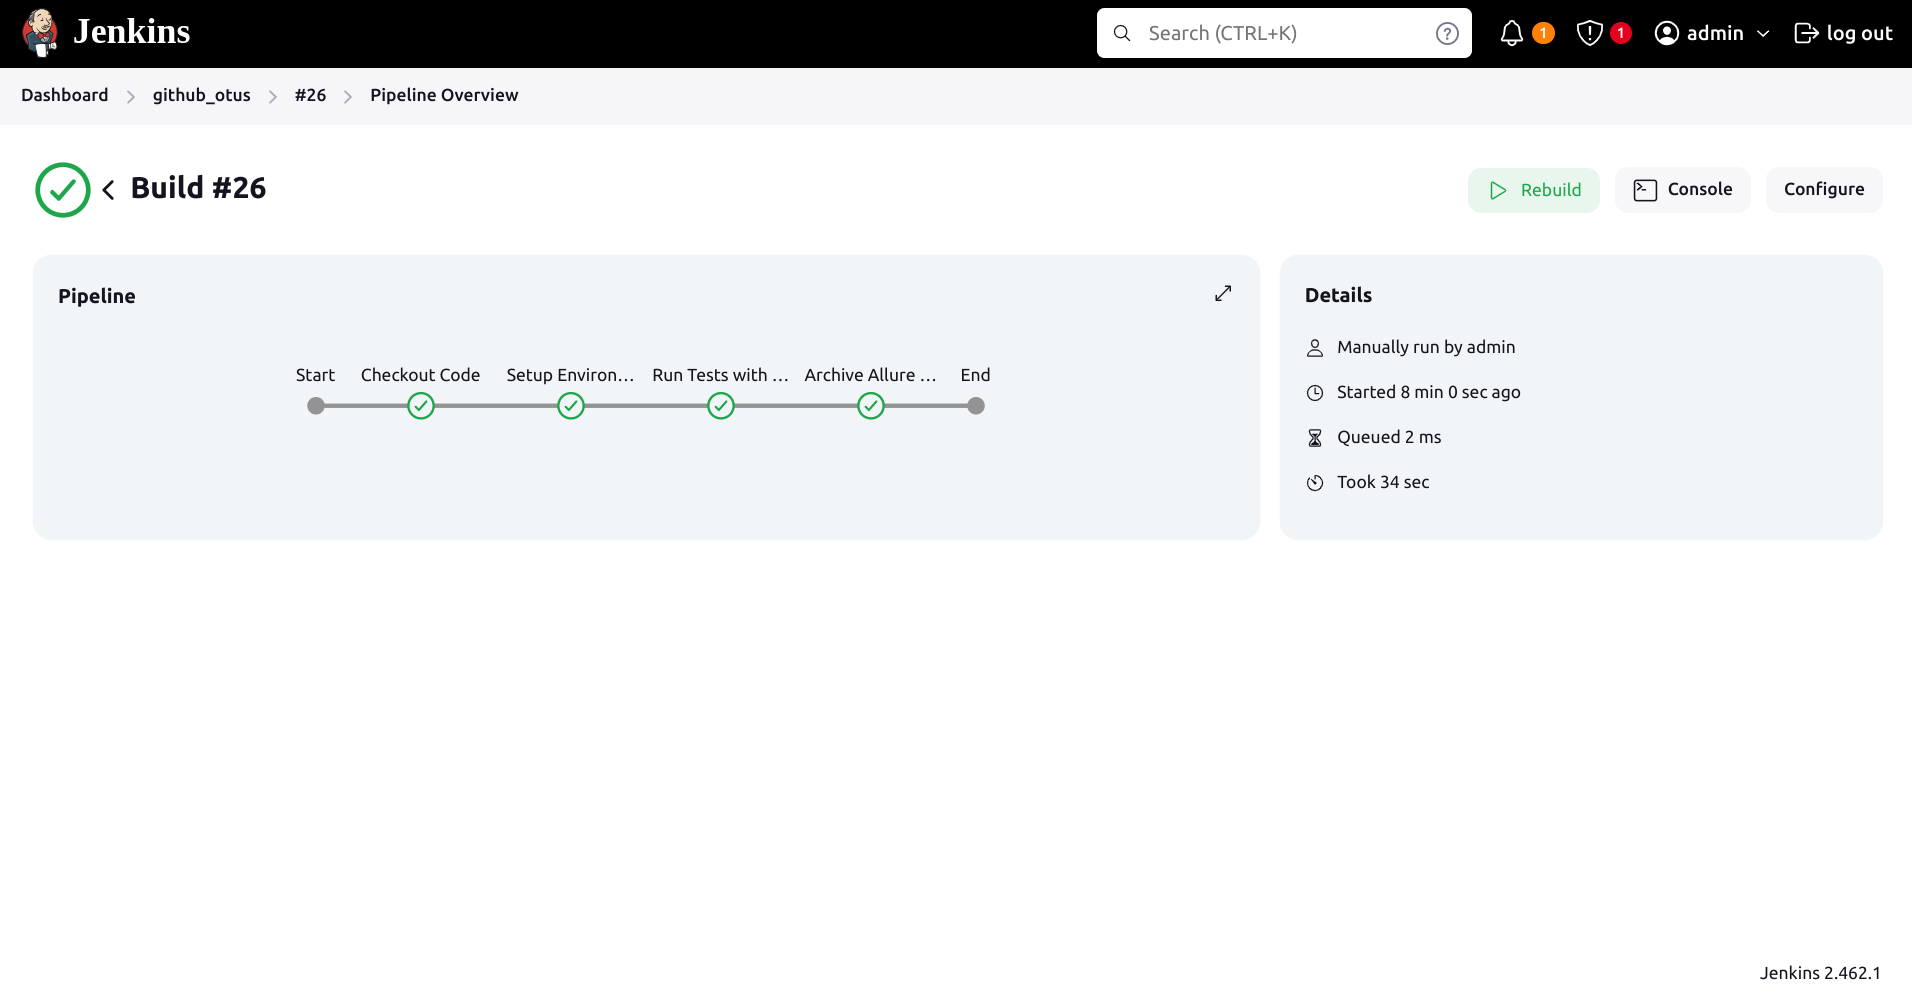 Jenkins
Search (CTRL+K)
?
1
1
admin
log out
Dashboard
github_otus
#26
Pipeline Overview
Build #26
Rebuild
Console
Configure
Pipeline
Start
Checkout Code
Setup Environ...
Run Tests with ...
Archive Allure ...
End
Details
Manually run by admin
Started 8 min 0 sec ago
Queued 2 ms
Took 34 sec
Jenkins 2.462.1